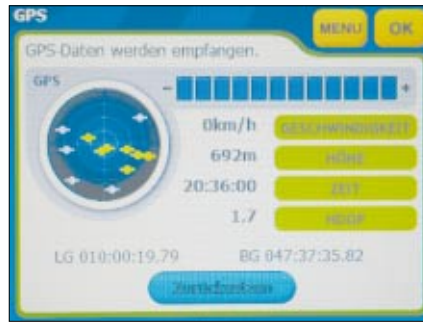 GPS
MENU OK
GPS-Daten werden empfangen.
GPS
- +
0km/h GESCHWINDIGKEIT
692m HÖHE
20:36:00 ZEIT
1.7 HDOP
LG 010:00:19.79 BG 047:37:35.82